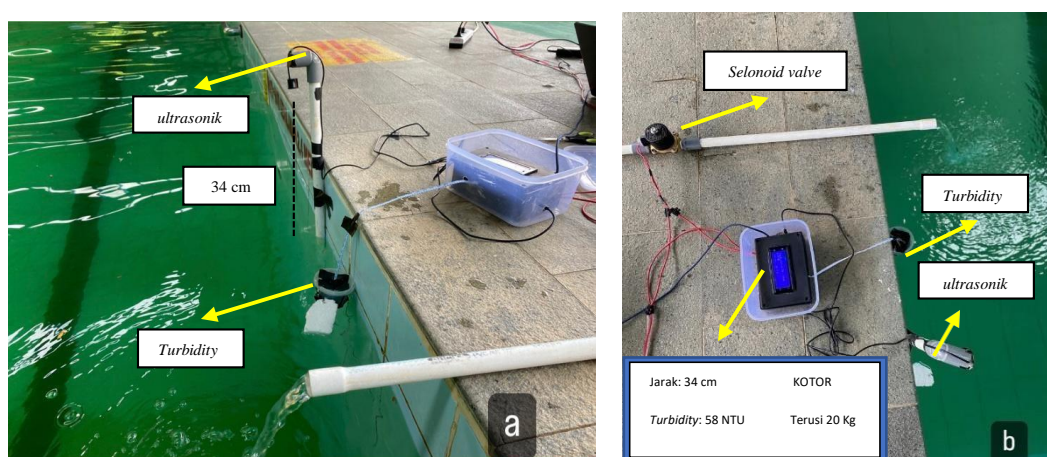 ultrasonik
34 cm
Turbidity
a
Selonoid valve
Turbidity
ultrasonik
Jarak: 34 cm KOTOR
Turbidity: 58 NTU Terusi 20 Kg
b